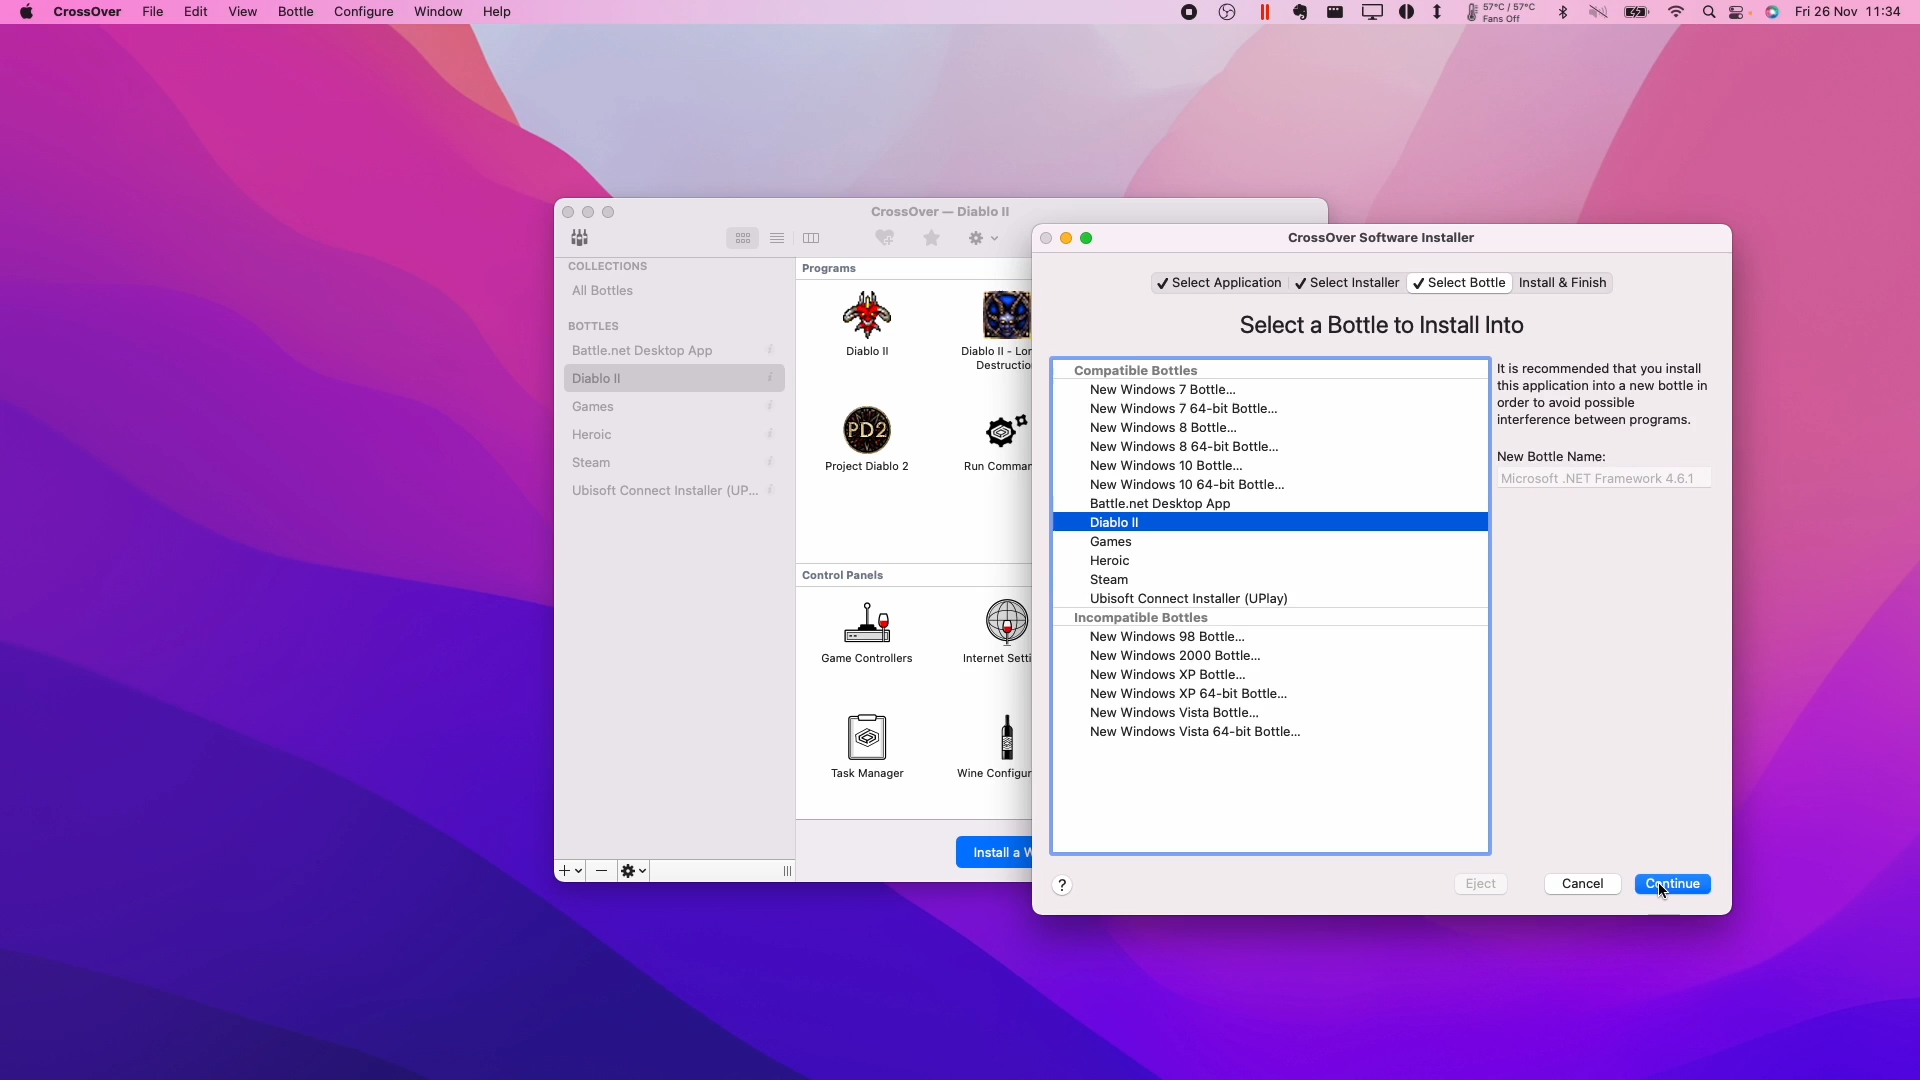 CrossOver File Edit View Bottle Configure Window Help
57°C / 57°C
Fans Off
Fri 26 Nov 11:34
CrossOver — Diablo II
COLLECTIONS
All Bottles
BOTTLES
Battle.net Desktop App
Diablo II
Games
Heroic
Steam
Ubisoft Connect Installer (UP...
Programs
Diablo II
Diablo II - Lor
Destructio
PD2
Project Diablo 2
Run Comman
Control Panels
Game Controllers
Internet Setti
Task Manager
Wine Configur
Install a W
CrossOver Software Installer
✓ Select Application ✓ Select Installer ✓ Select Bottle Install & Finish
Select a Bottle to Install Into
Compatible Bottles
New Windows 7 Bottle...
New Windows 7 64-bit Bottle...
New Windows 8 Bottle...
New Windows 8 64-bit Bottle...
New Windows 10 Bottle...
New Windows 10 64-bit Bottle...
Battle.net Desktop App
Diablo II
Games
Heroic
Steam
Ubisoft Connect Installer (UPlay)
Incompatible Bottles
New Windows 98 Bottle...
New Windows 2000 Bottle...
New Windows XP Bottle...
New Windows XP 64-bit Bottle...
New Windows Vista Bottle...
New Windows Vista 64-bit Bottle...
It is recommended that you install
this application into a new bottle in
order to avoid possible
interference between programs.
New Bottle Name:
Microsoft .NET Framework 4.6.1
? Eject Cancel Continue